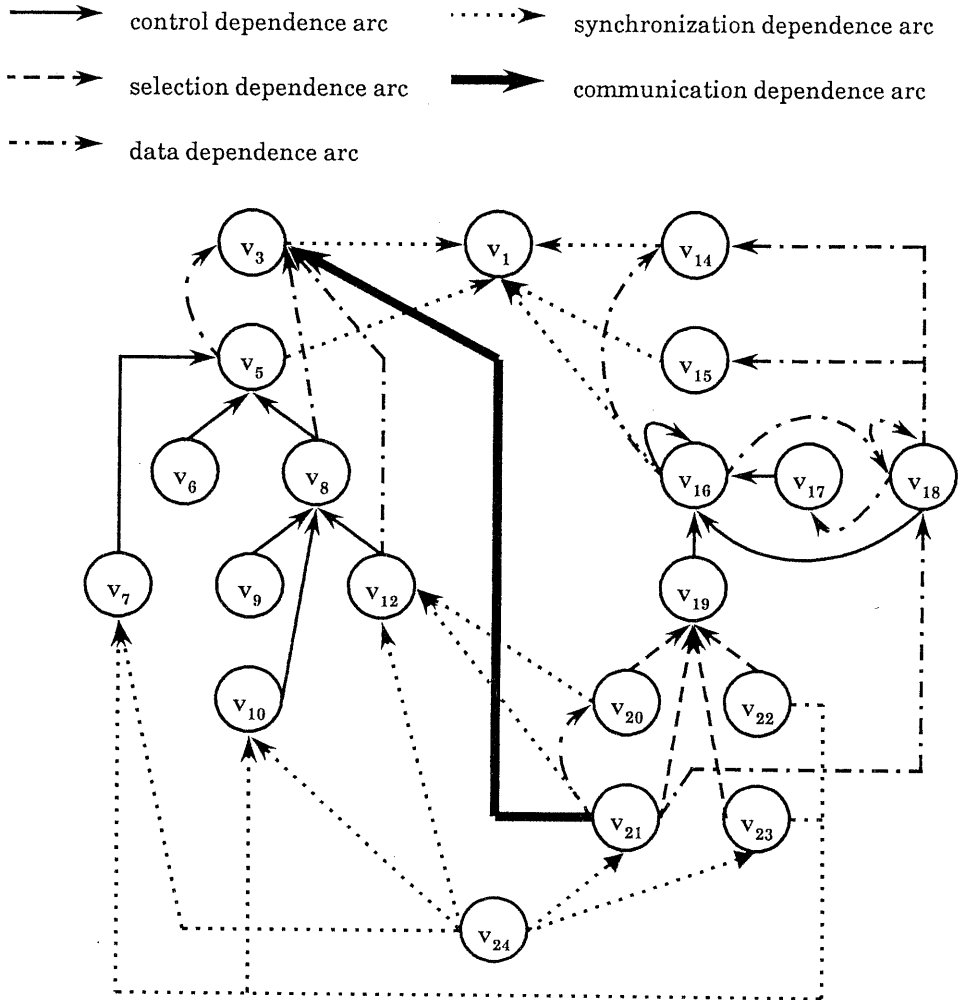 control dependence arc
synchronization dependence arc
selection dependence arc
communication dependence arc
data dependence arc
v3
v1
v14
v5
v15
v6
v8
v16
v17
v18
v7
v9
v12
v19
v10
v20
v22
v21
v23
v24